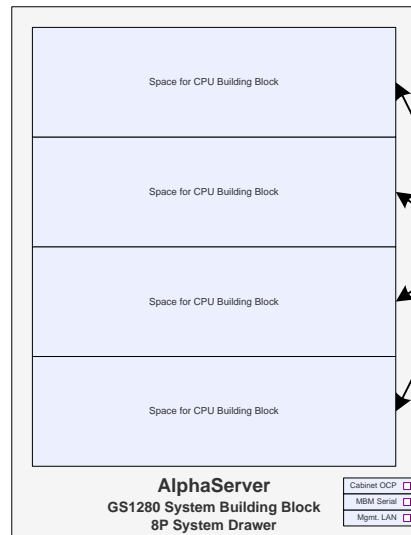 Space for CPU Building Block
Space for CPU Building Block
Space for CPU Building Block
Space for CPU Building Block
AlphaServer
GS1280 System Building Block
8P System Drawer
Cabinet OCP
MBM Serial
Mgmt. LAN